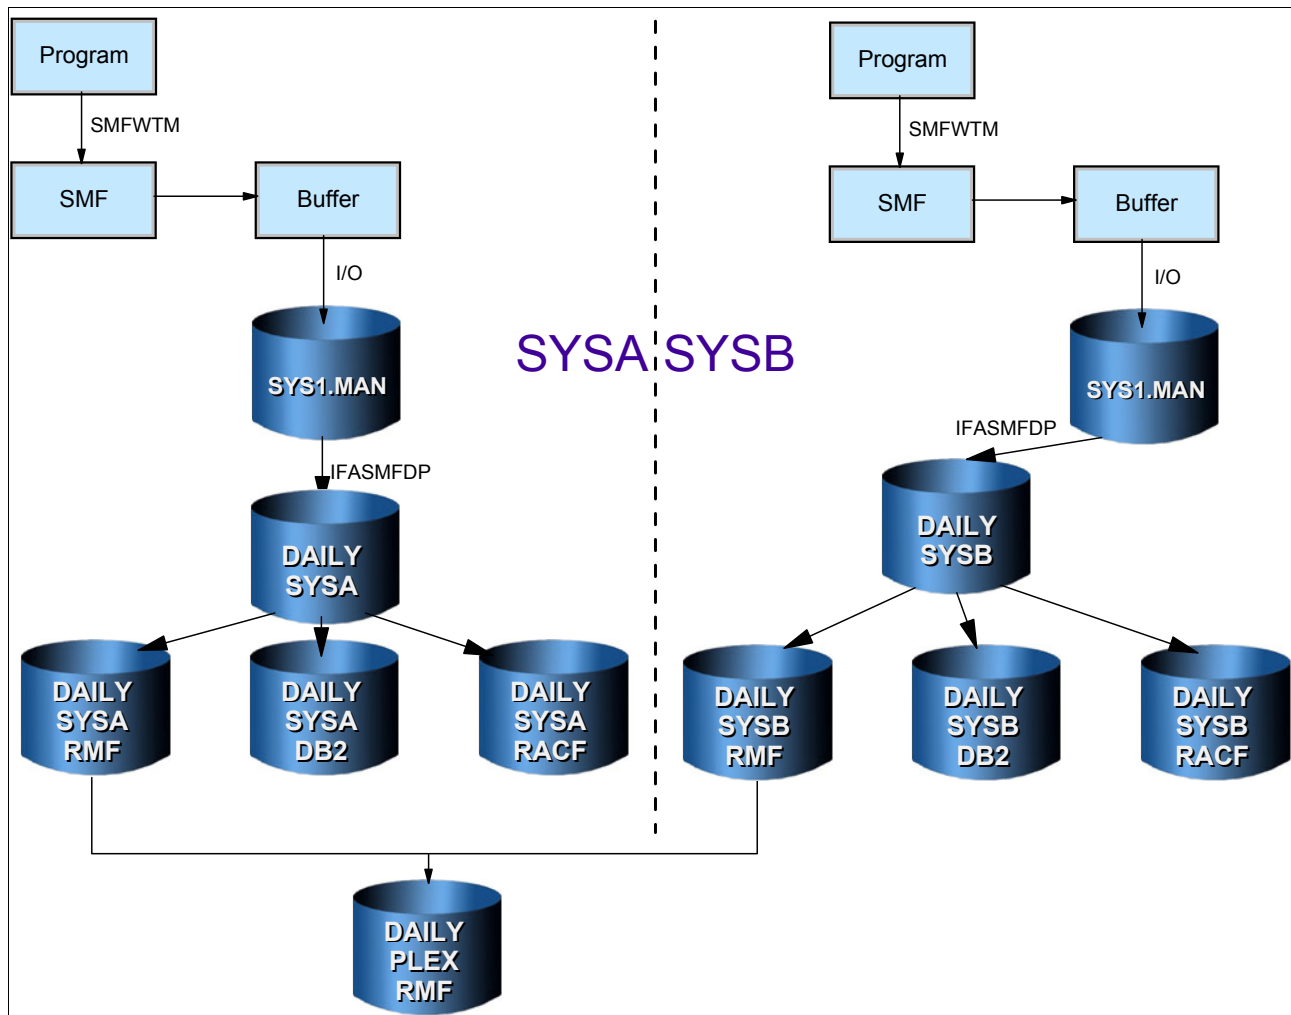 Program
SMFWTM
SMF
Buffer
I/O
SYS1.MAN
IFASMFDP
DAILY
SYSA
DAILY
SYSA
RMF
DAILY
SYSA
DB2
DAILY
SYSA
RACF
SYSA
SYSB
Program
SMFWTM
SMF
Buffer
I/O
SYS1.MAN
IFASMFDP
DAILY
SYSB
DAILY
SYSB
RMF
DAILY
SYSB
DB2
DAILY
SYSB
RACF
DAILY
PLEX
RMF